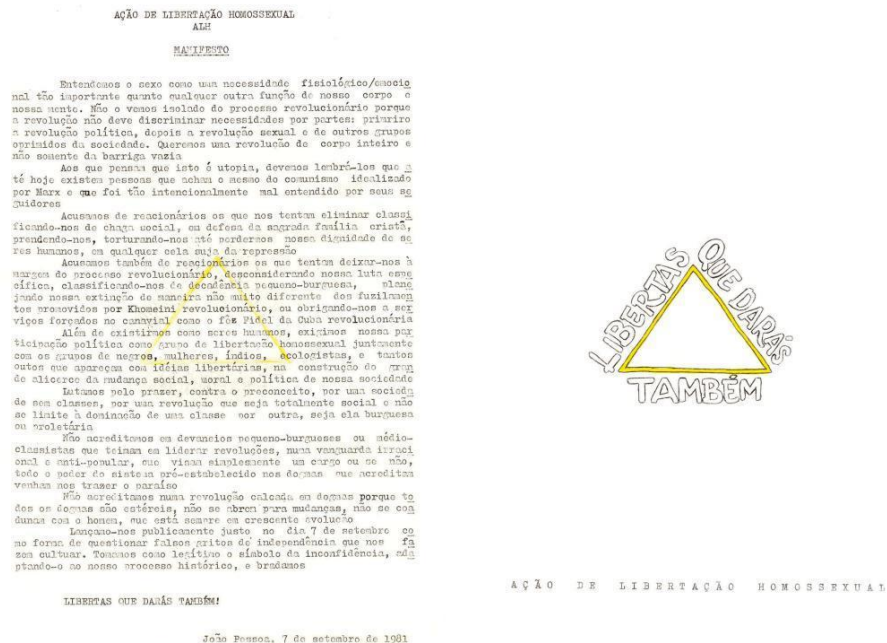 AÇÃO DE LIBERTAÇÃO HOMOSSEXUAL
ALH
MANIFESTO
Entendemos o sexo como uma necessidade fisiológico/emocio
nal tão importante quanto qualquer outra função de nosso corpo e
nossa mente. Não o vemos isolado do processo revolucionário porque
a revolução não deve discriminar necessidades por partes: primeiro
a revolução política, depois a revolução sexual e de outros grupos
oprimidos da sociedade. Queremos uma revolução de corpo inteiro e
não somente da barriga vazia
Aos que pensam que isto é utopia, devemos lembrá-los que a
té hoje existem pessoas que acham o mesmo do comunismo idealizado
por Marx e que foi tão intencionalmente mal entendido por seus se
guidores
Acusamos de reacionários os que nos tentam eliminar classi
ficando-nos de chaga social, em defesa da sagrada família cristã,
prendendo-nos, torturando-nos até perdermos nossa dignidade de se
res humanos, em qualquer cela suja da repressão
Acusamos também de reacionários os que tentam deixar-nos à
margem do processo revolucionário, desconsiderando nossa luta espe
cífica, classificando-nos de decadência pequeno-burguesa, plane
jando nossa extinção de maneira não muito diferente dos fuzilamen
tos promovidos por Khomeini revolucionário, ou obrigando-nos a ser
viços forçados no canavial como o fêz Fidel da Cuba revolucionária
Além de existirmos como seres humanos, exigimos nossa par
ticipação política como grupo de libertação homossexual juntamente
com os grupos de negros, mulheres, índios, ecologistas, e tantos
outos que apareçam com idéias libertárias, na construção do gran
de alicerce da mudança social, moral e política de nossa sociedade
Lutamos pelo prazer, contra o preconceito, por uma socieda
de sem classes, por uma revolução que seja totalmente social e não
se limite à dominação de uma classe por outra, seja ela burguesa
ou proletária
Não acreditamos em devaneios pequeno-burgueses ou médio-
classistas que teimam em liderar revoluções, numa vanguarda irraci
onal e anti-popular, que visam simplesmente um cargo ou se não,
todo o poder do sistema pré-estabelecido nos dogmas que acreditam
venham nos trazer o paraíso
Não acreditamos numa revolução calcada em dogmas porque to
dos os dogmas são estéreis, não se abrem para mudanças, não se coa
dunam com o homem, que está sempre em crescente evolução
Lançamo-nos publicamente justo no dia 7 de setembro co
mo forma de questionar falsos gritos de independência que nos fa
zem cultuar. Tomamos como legítimo o símbolo da inconfidência, ada
ptando-o ao nosso processo histórico, e bradamos
LIBERTAS QUE DARÁS TAMBÉM!
João Pessoa, 7 de setembro de 1981
LIBERTAS QUE DARÁS
TAMBÉM
AÇÃO DE LIBERTAÇÃO HOMOSSEXUAL